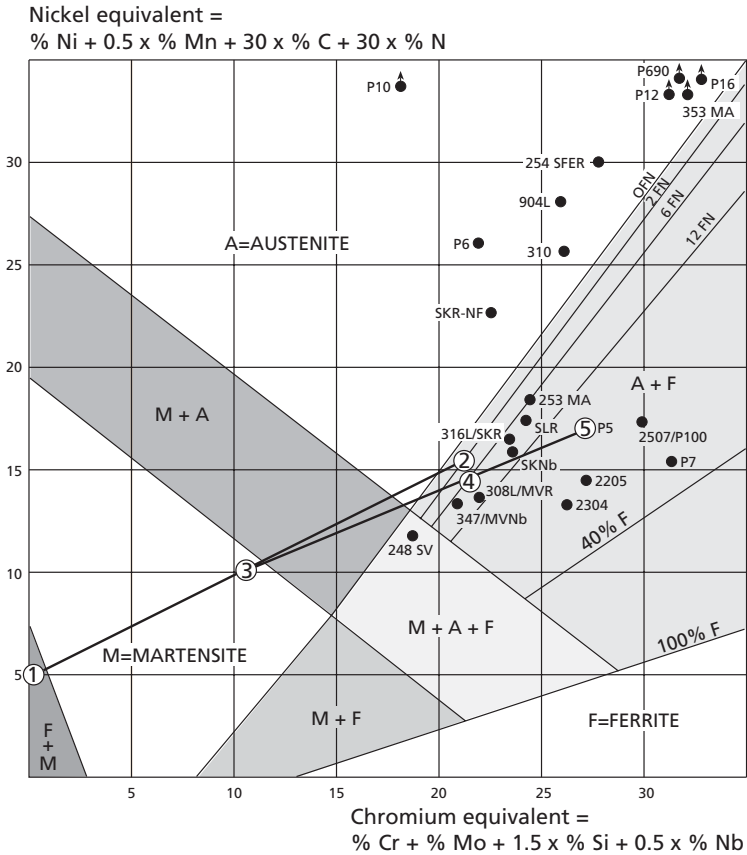 Nickel equivalent =
% Ni + 0.5 x % Mn + 30 x % C + 30 x % N
P690
P10
P16
P12
353 MA
30
254 SFER
OFN
2 FN
6 FN
904L
12 FN
A=AUSTENITE
P6
310
25
SKR-NF
20
A + F
253 MA
M + A
316L/SKR
SLR
5
P5
2507/P100
2
SKNb
P7
15
4
308L/MVR
2205
347/MVNb
2304
248 SV
40% F
3
10
M + A + F
100% F
M=MARTENSITE
5
1
M + F
F=FERRITE
F
+
M
5
10
15
20
25
30
Chromium equivalent =
% Cr + % Mo + 1.5 x % Si + 0.5 x % Nb